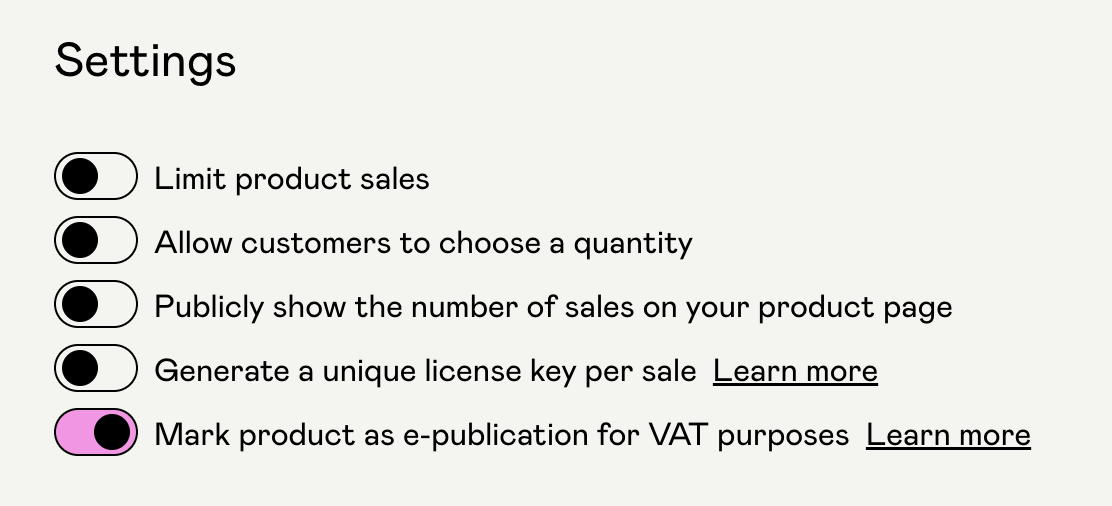 Settings
Limit product sales
Allow customers to choose a quantity
Publicly show the number of sales on your product page
Generate a unique license key per sale Learn more
Mark product as e-publication for VAT purposes Learn more